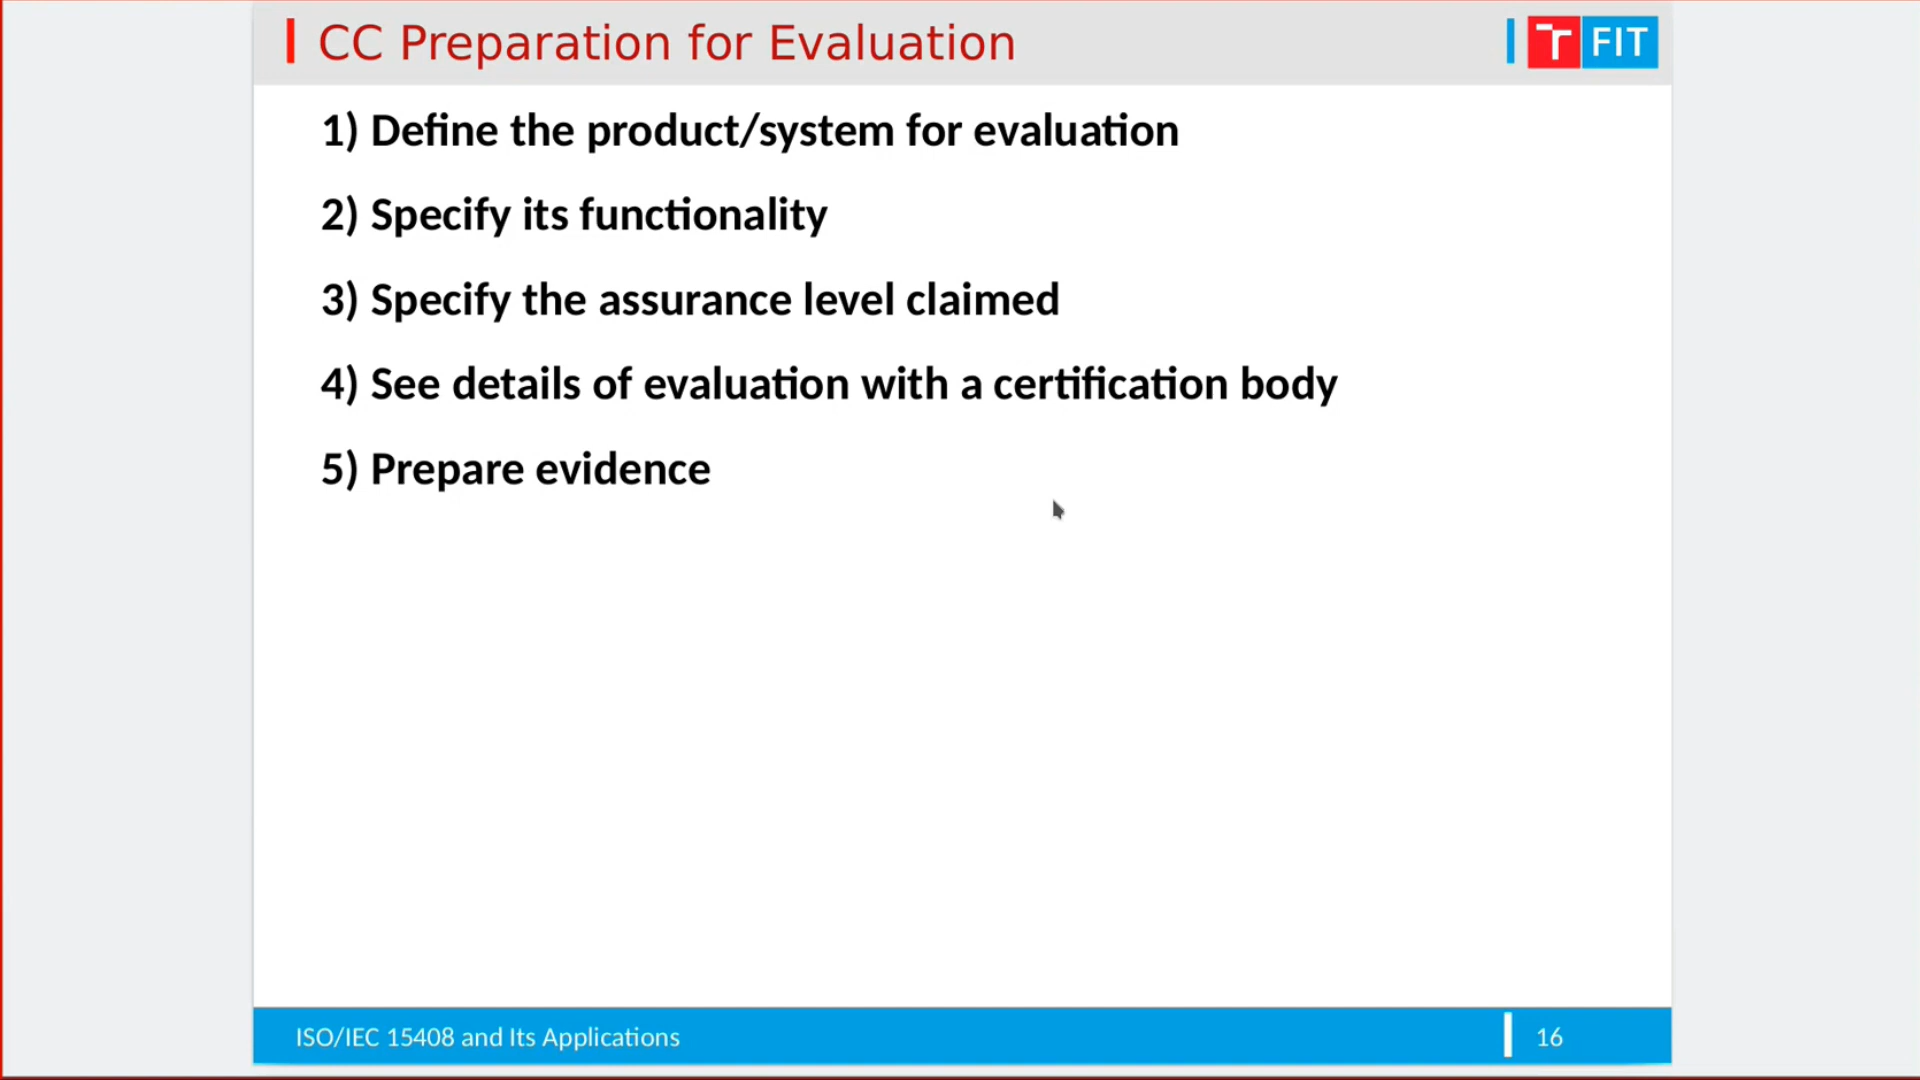 CC Preparation for Evaluation
T FIT
1) Define the product/system for evaluation
2) Specify its functionality
3) Specify the assurance level claimed
4) See details of evaluation with a certification body
5) Prepare evidence
ISO/IEC 15408 and Its Applications
16